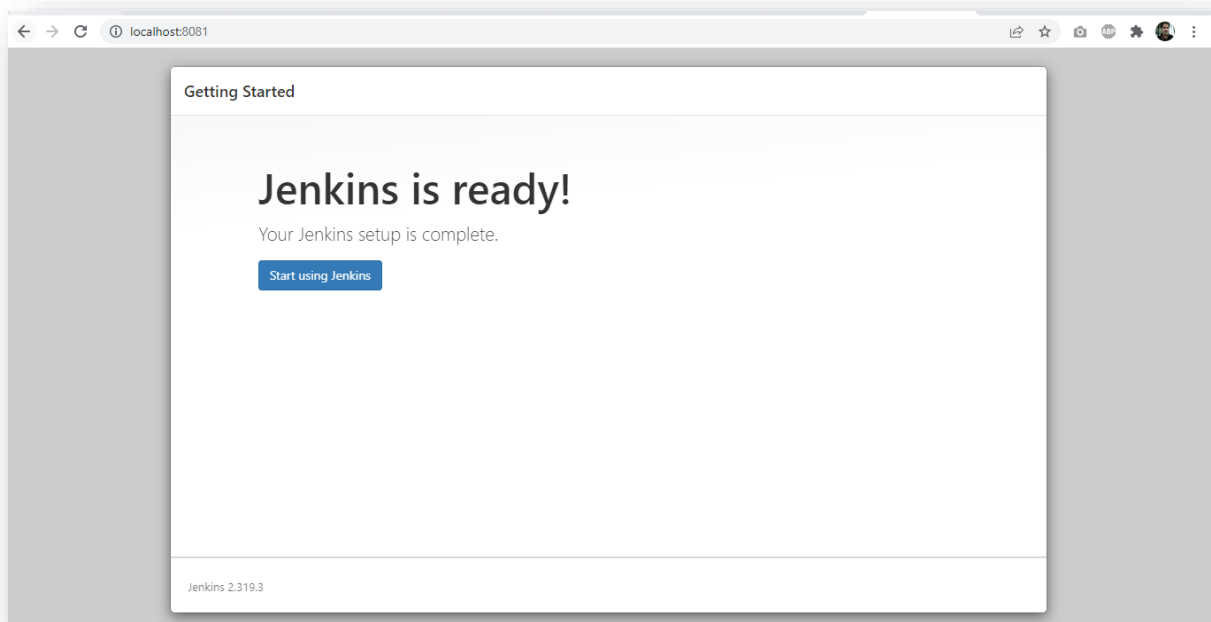 localhost:8081
ABP
Getting Started
Jenkins is ready!
Your Jenkins setup is complete.
Start using Jenkins
Jenkins 2.319.3